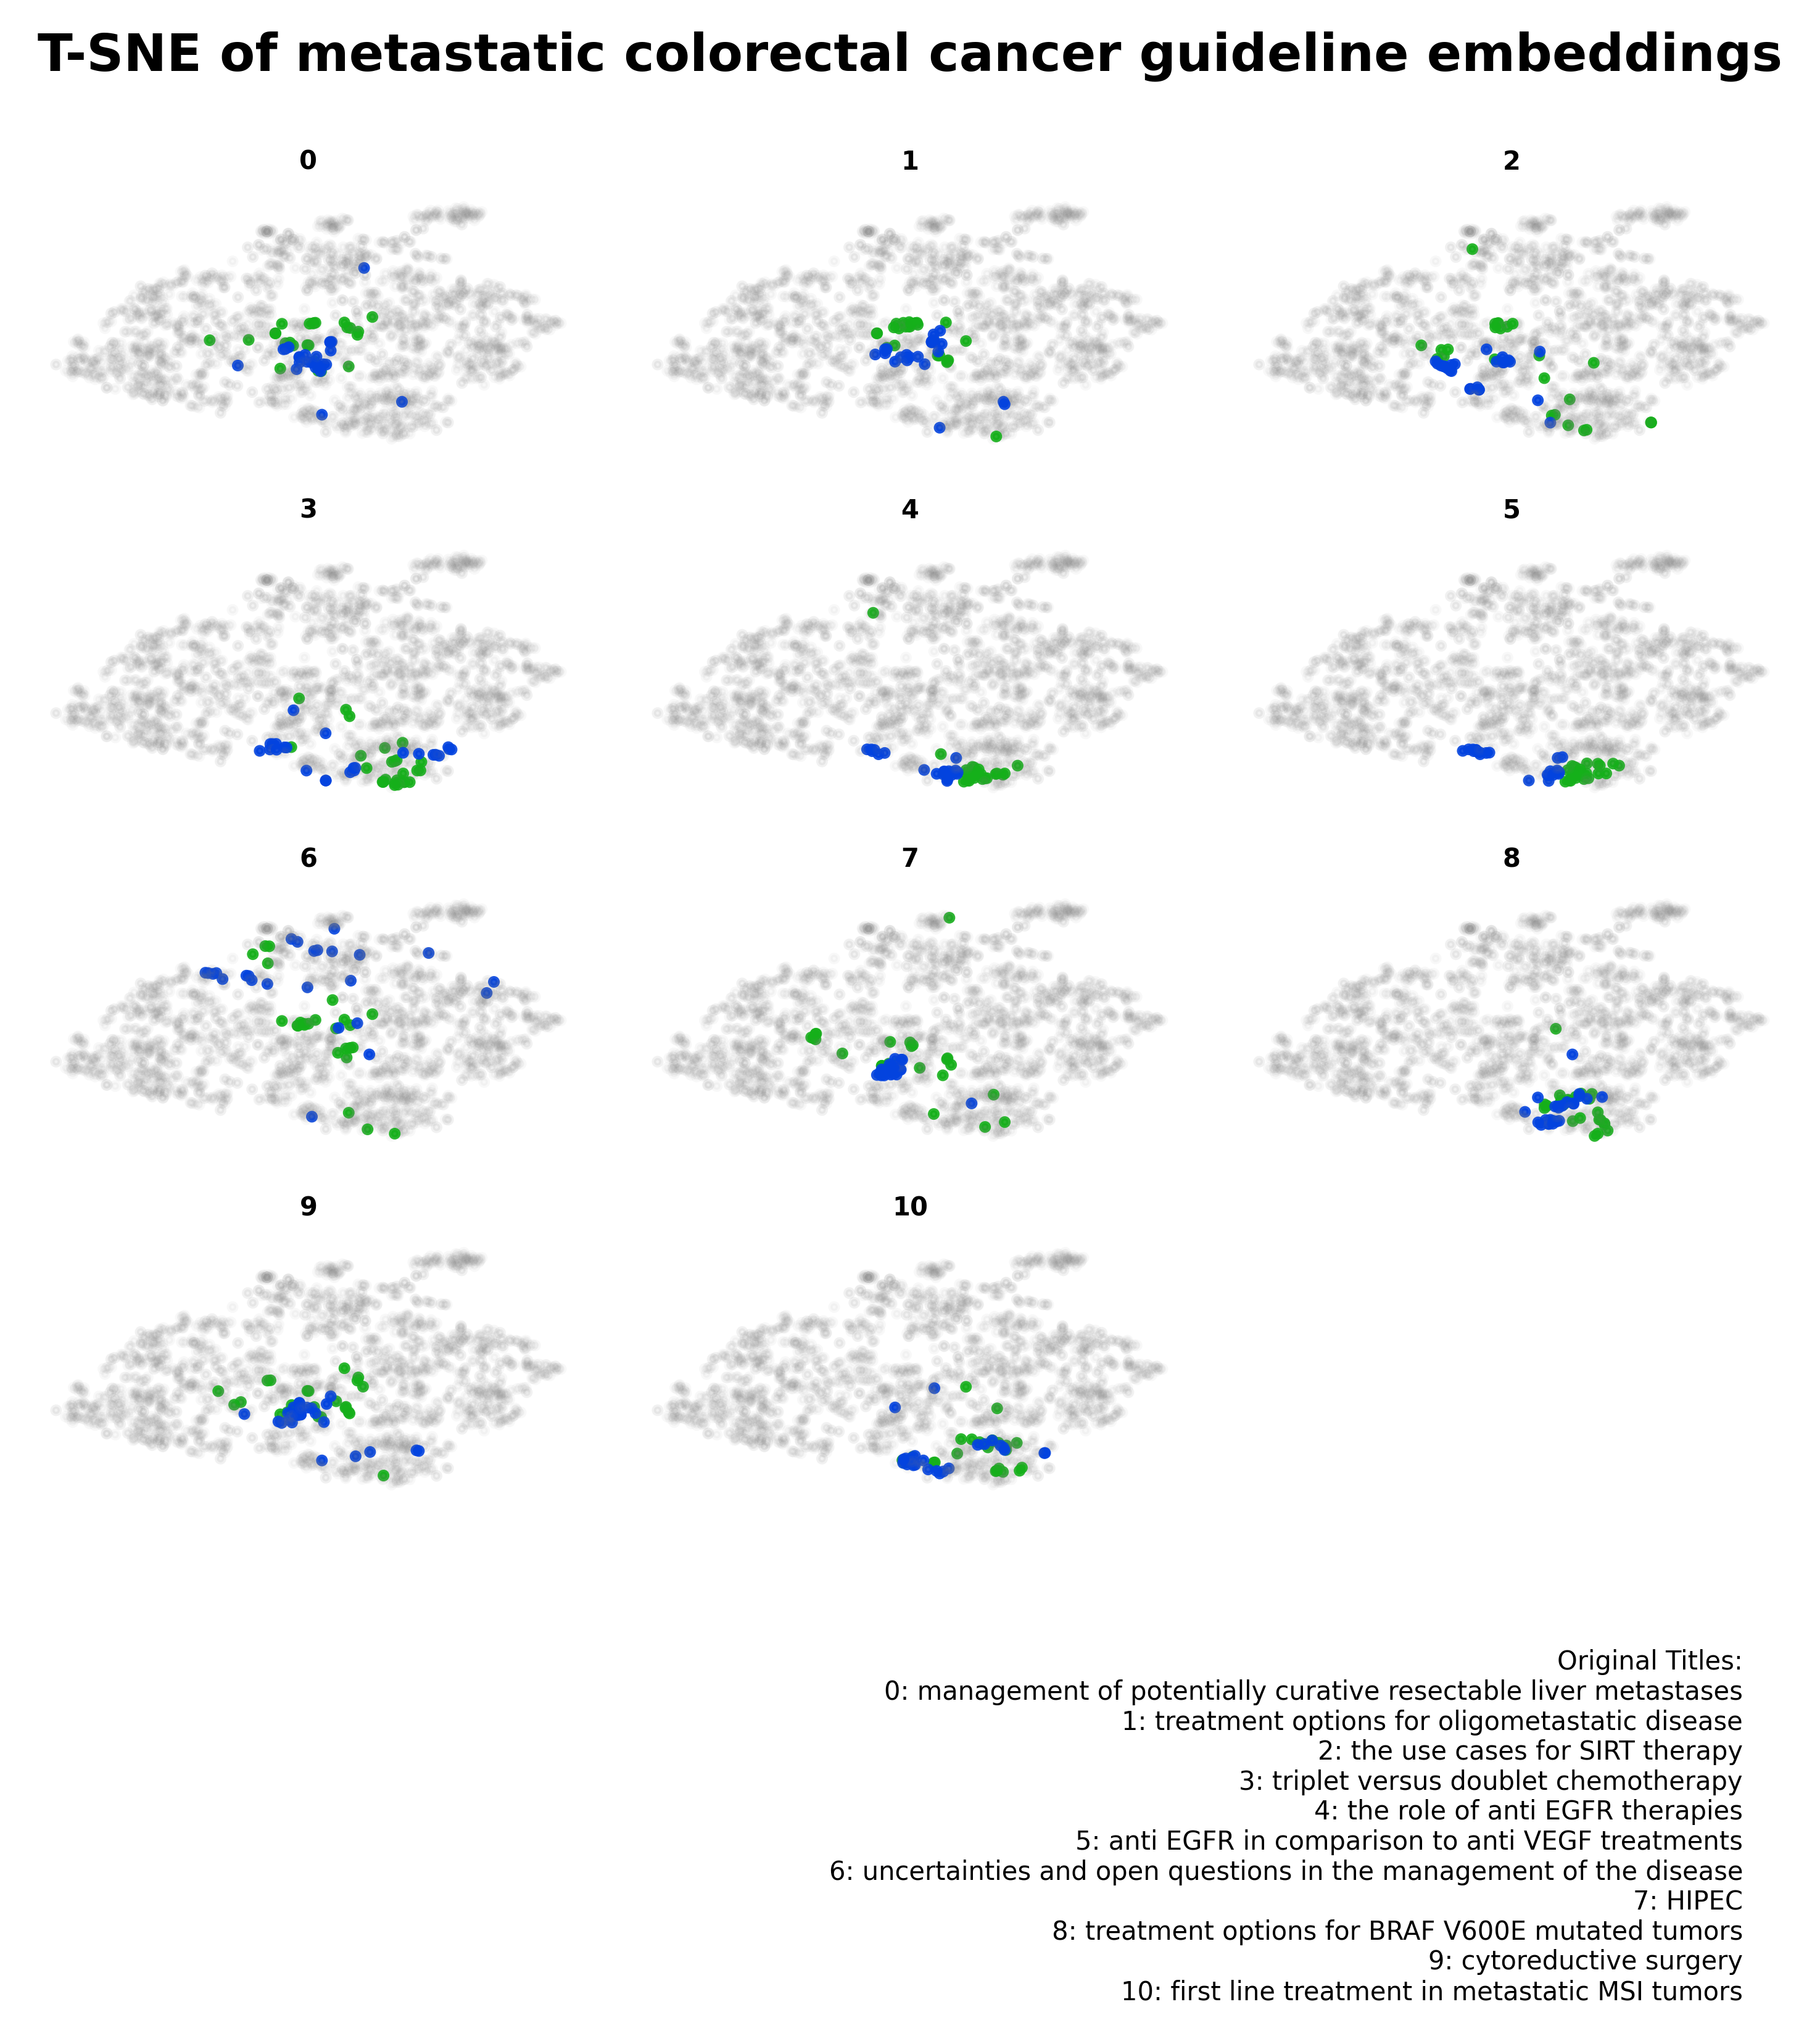 T-SNE of metastatic colorectal cancer guideline embeddings
0
1
2
3
4
5
6
7
8
9
10
Original Titles:
0: management of potentially curative resectable liver metastases
1: treatment options for oligometastatic disease
2: the use cases for SIRT therapy
3: triplet versus doublet chemotherapy
4: the role of anti EGFR therapies
5: anti EGFR in comparison to anti VEGF treatments
6: uncertainties and open questions in the management of the disease
7: HIPEC
8: treatment options for BRAF V600E mutated tumors
9: cytoreductive surgery
10: first line treatment in metastatic MSI tumors